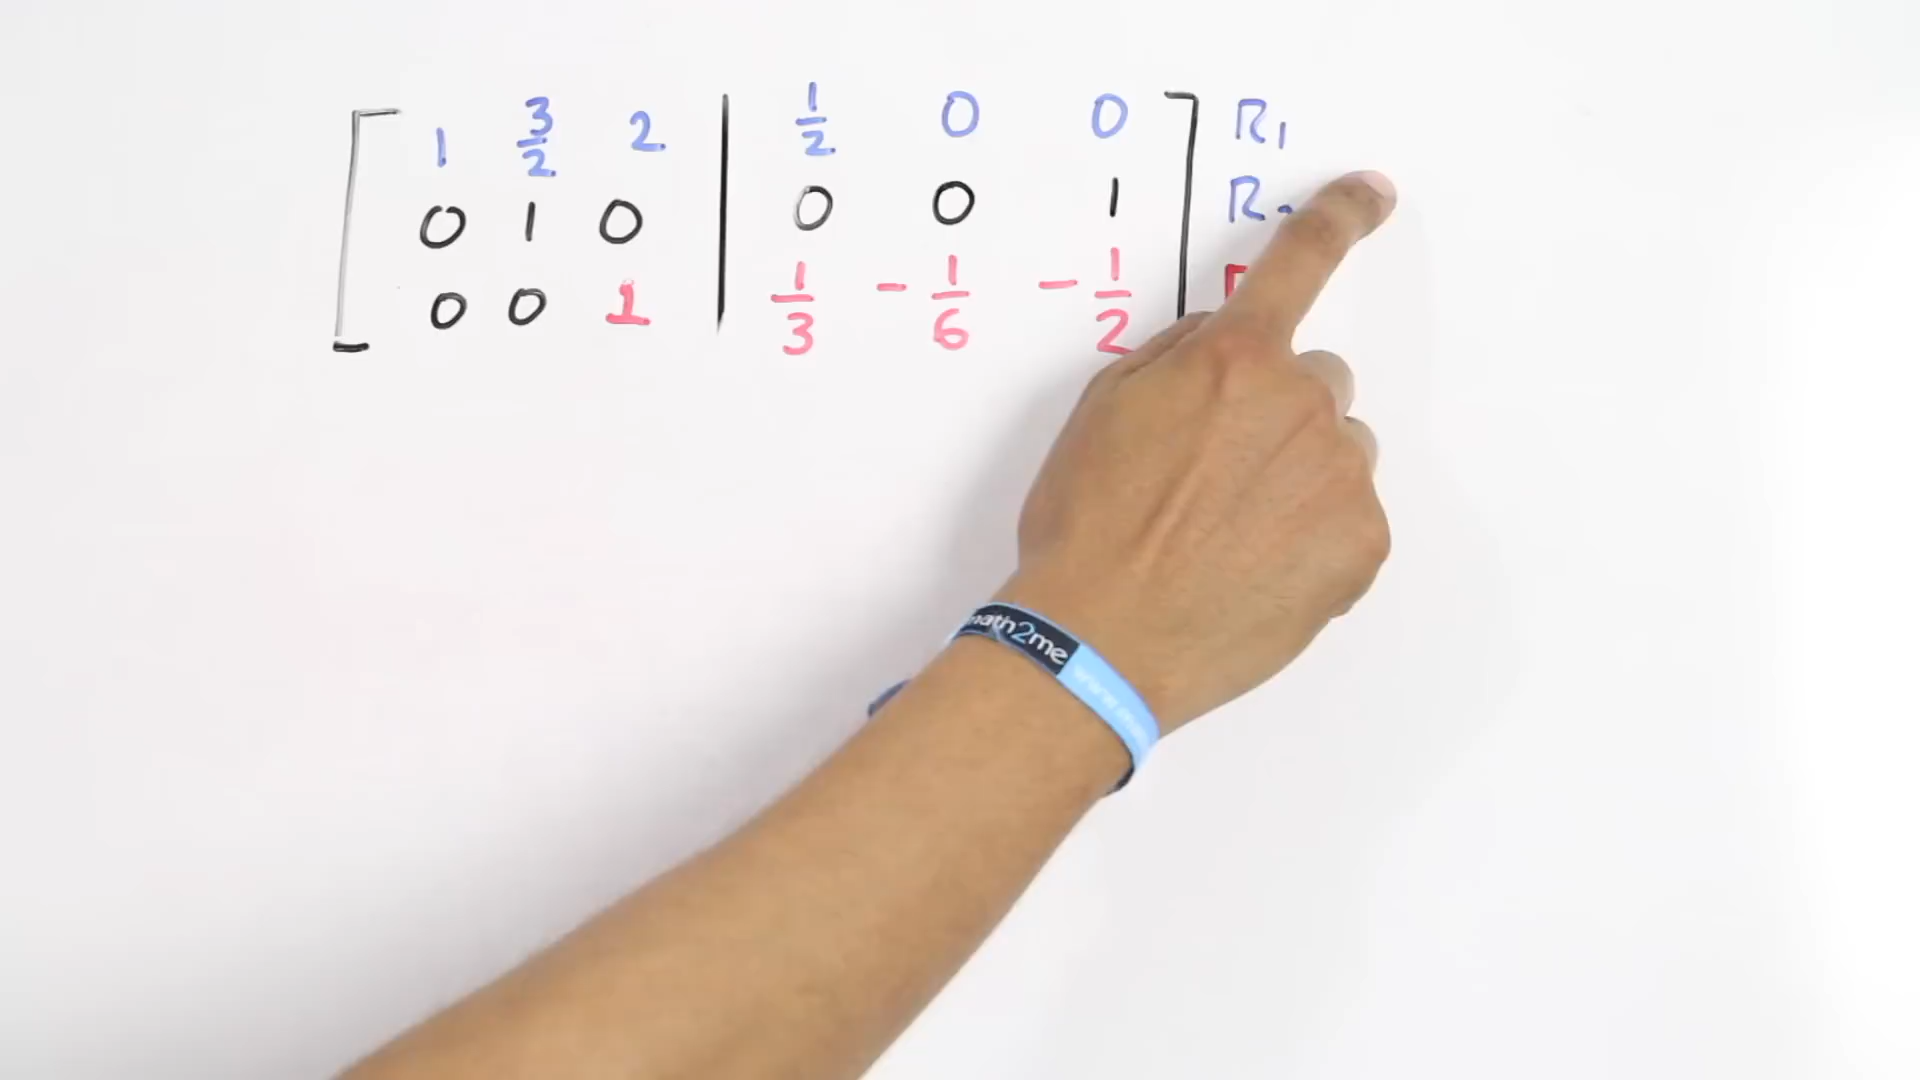 1 3/2 2 | 1/2 0 0 R1
0 1 0 | 0 0 1 R
0 0 1 | 1/3 - 1/6 - 1/2
math2me
www.